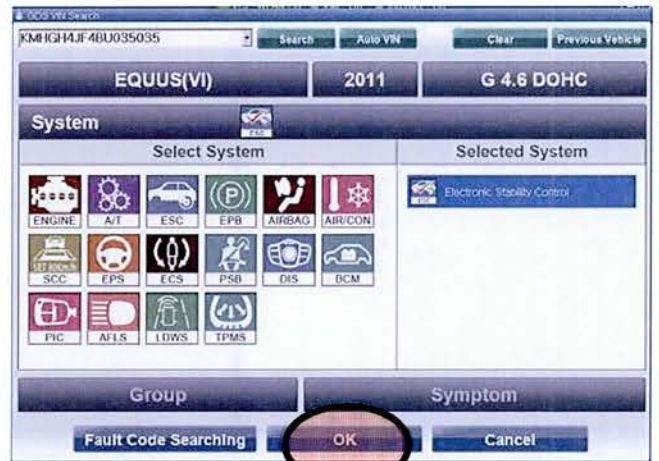 GDS VIN Search
KMHGH4JF4BU035035 Search Auto VIN Clear Previous Vehicle
EQUUS(VI) 2011 G 4.6 DOHC
System ESC
Select System Selected System
ENGINE A/T ESC EPB AIRBAG AIR/CON
ESC Electronic Stability Control
SCC EPS ECS PSB DIS BCM
PIC AFLS LDWS TPMS
Group Symptom
Fault Code Searching OK Cancel